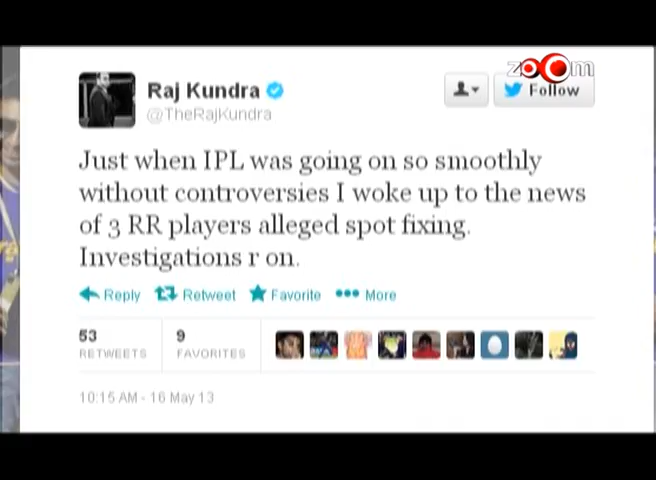 zoom
Raj Kundra
Follow
@TheRajKundra
Just when IPL was going on so smoothly
without controversies I woke up to the news
of 3 RR players alleged spot fixing.
Investigations r on.
Reply Retweet Favorite More
53 9
RETWEETS FAVORITES
10:15 AM - 16 May 13